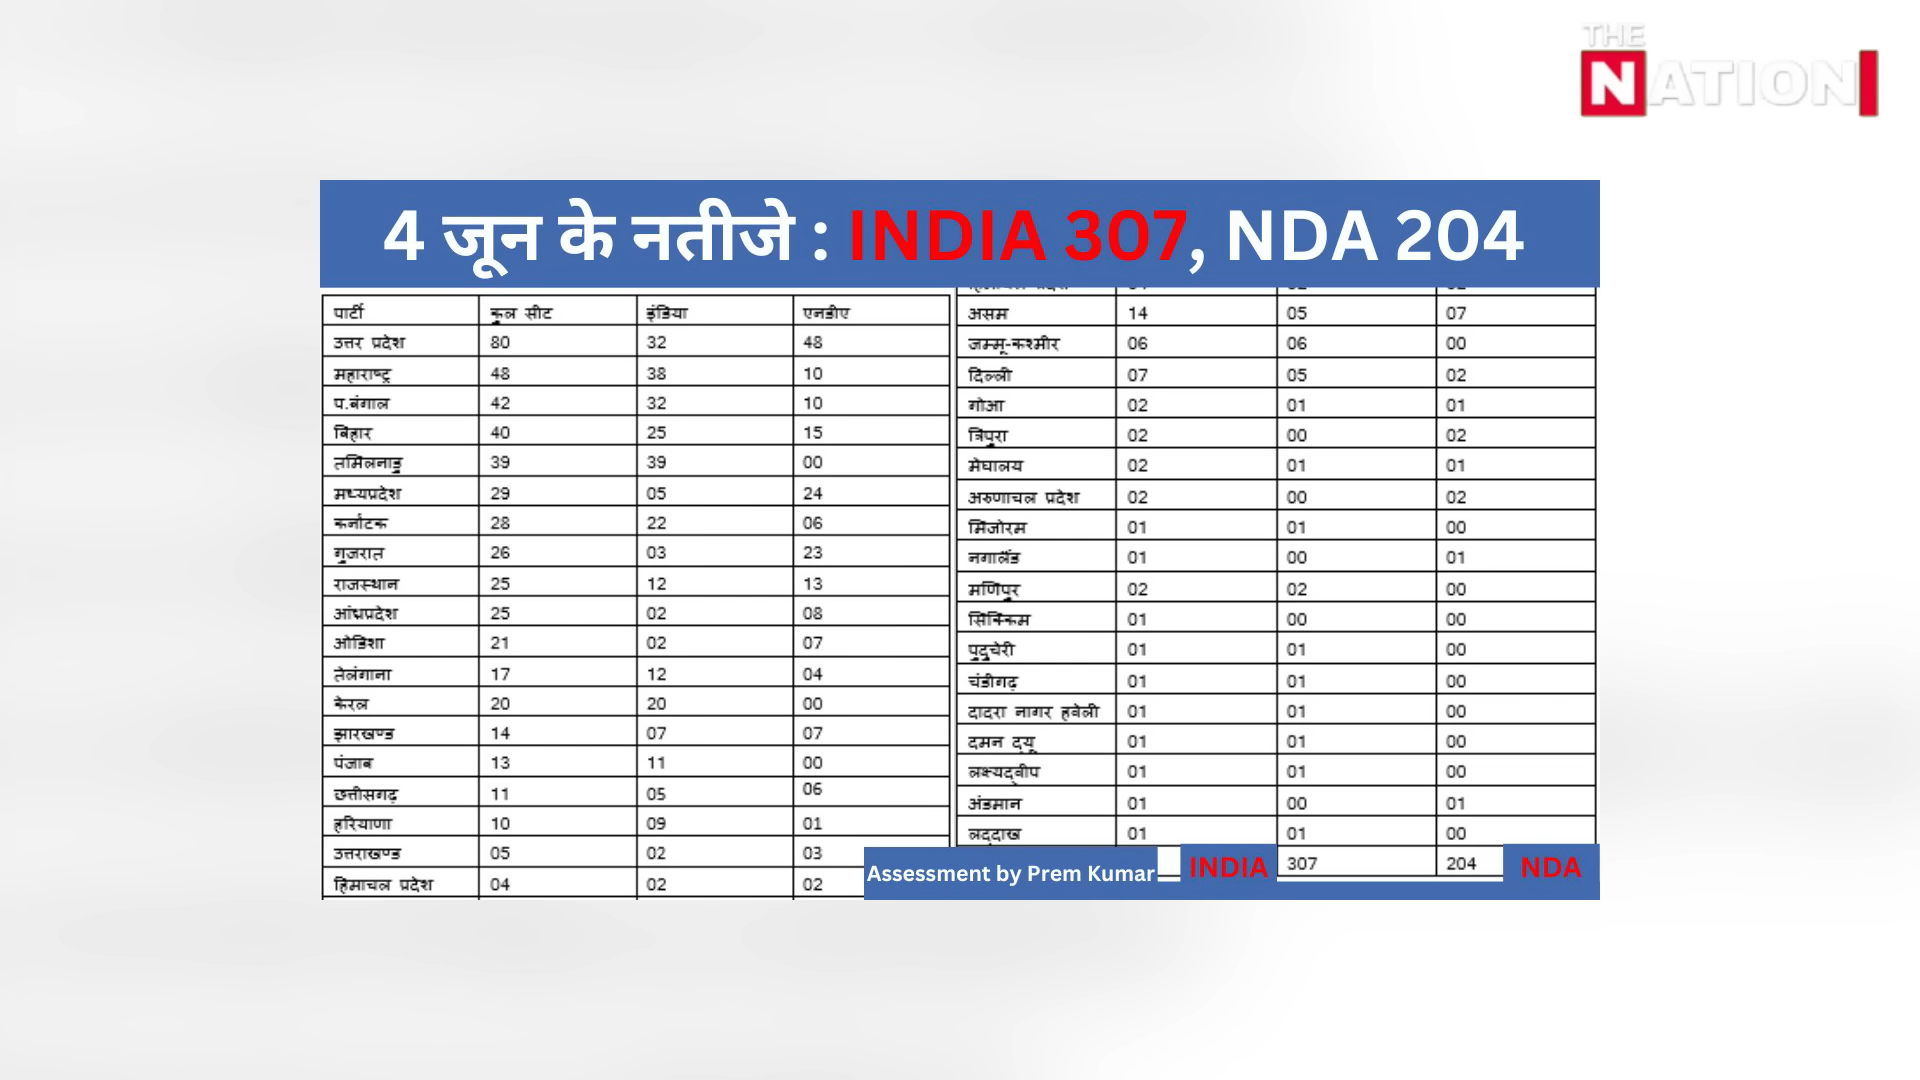 THE
NATION
4 जून के नतीजे : INDIA 307, NDA 204
पार्टी कुल सीट इंडिया एनडीए
उत्तर प्रदेश 80 32 48
महाराष्ट्र 48 38 10
प.बंगाल 42 32 10
बिहार 40 25 15
तमिलनाडु 39 39 00
मध्यप्रदेश 29 05 24
कर्नाटक 28 22 06
गुजरात 26 03 23
राजस्थान 25 12 13
आंध्रप्रदेश 25 02 08
ओडिशा 21 02 07
तेलंगाना 17 12 04
केरल 20 20 00
झारखण्ड 14 07 07
पंजाब 13 11 00
छत्तीसगढ़ 11 05 06
हरियाणा 10 09 01
उत्तराखण्ड 05 02 03
हिमाचल प्रदेश 04 02 02
असम 14 05 07
जम्मू-कश्मीर 06 06 00
दिल्ली 07 05 02
गोआ 02 01 01
त्रिपुरा 02 00 02
मेघालय 02 01 01
अरुणाचल प्रदेश 02 00 02
मिजोरम 01 01 00
नगालैंड 01 00 01
मणिपुर 02 02 00
सिक्किम 01 00 00
पुदुचेरी 01 01 00
चंडीगढ़ 01 01 00
दादरा नागर हवेली 01 01 00
दमन द्यू 01 01 00
लक्ष्यद्वीप 01 01 00
अंडमान 01 00 01
लद्दाख 01 01 00
Assessment by Prem Kumar INDIA 307 204 NDA